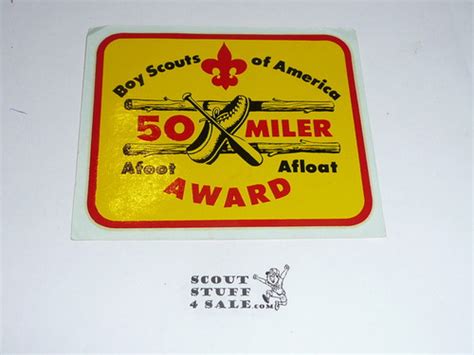 Boy Scouts of America
50 MILER
Afoot Afloat
AWARD
SCOUT
STUFF
4 SALE.COM